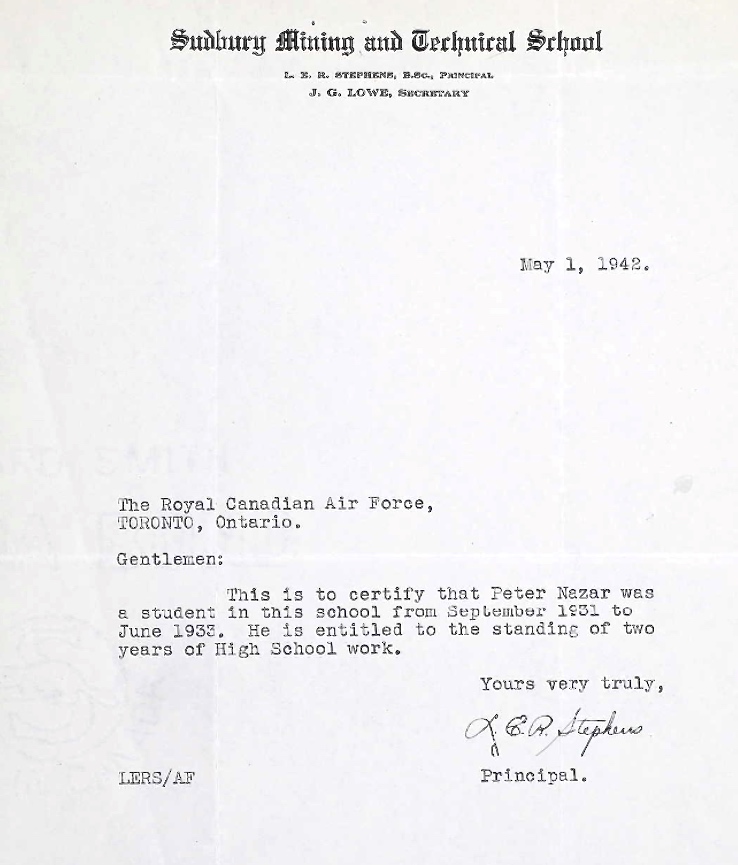 Sudbury Mining and Technical School
L. E. R. STEPHENS, B.SC., PRINCIPAL
J. G. LOWE, SECRETARY
May 1, 1942.
The Royal Canadian Air Force,
TORONTO, Ontario.
Gentlemen:
This is to certify that Peter Nazar was
a student in this school from September 1931 to
June 1933. He is entitled to the standing of two
years of High School work.
Yours very truly,
L. E. R. Stephens
LERS/AF Principal.